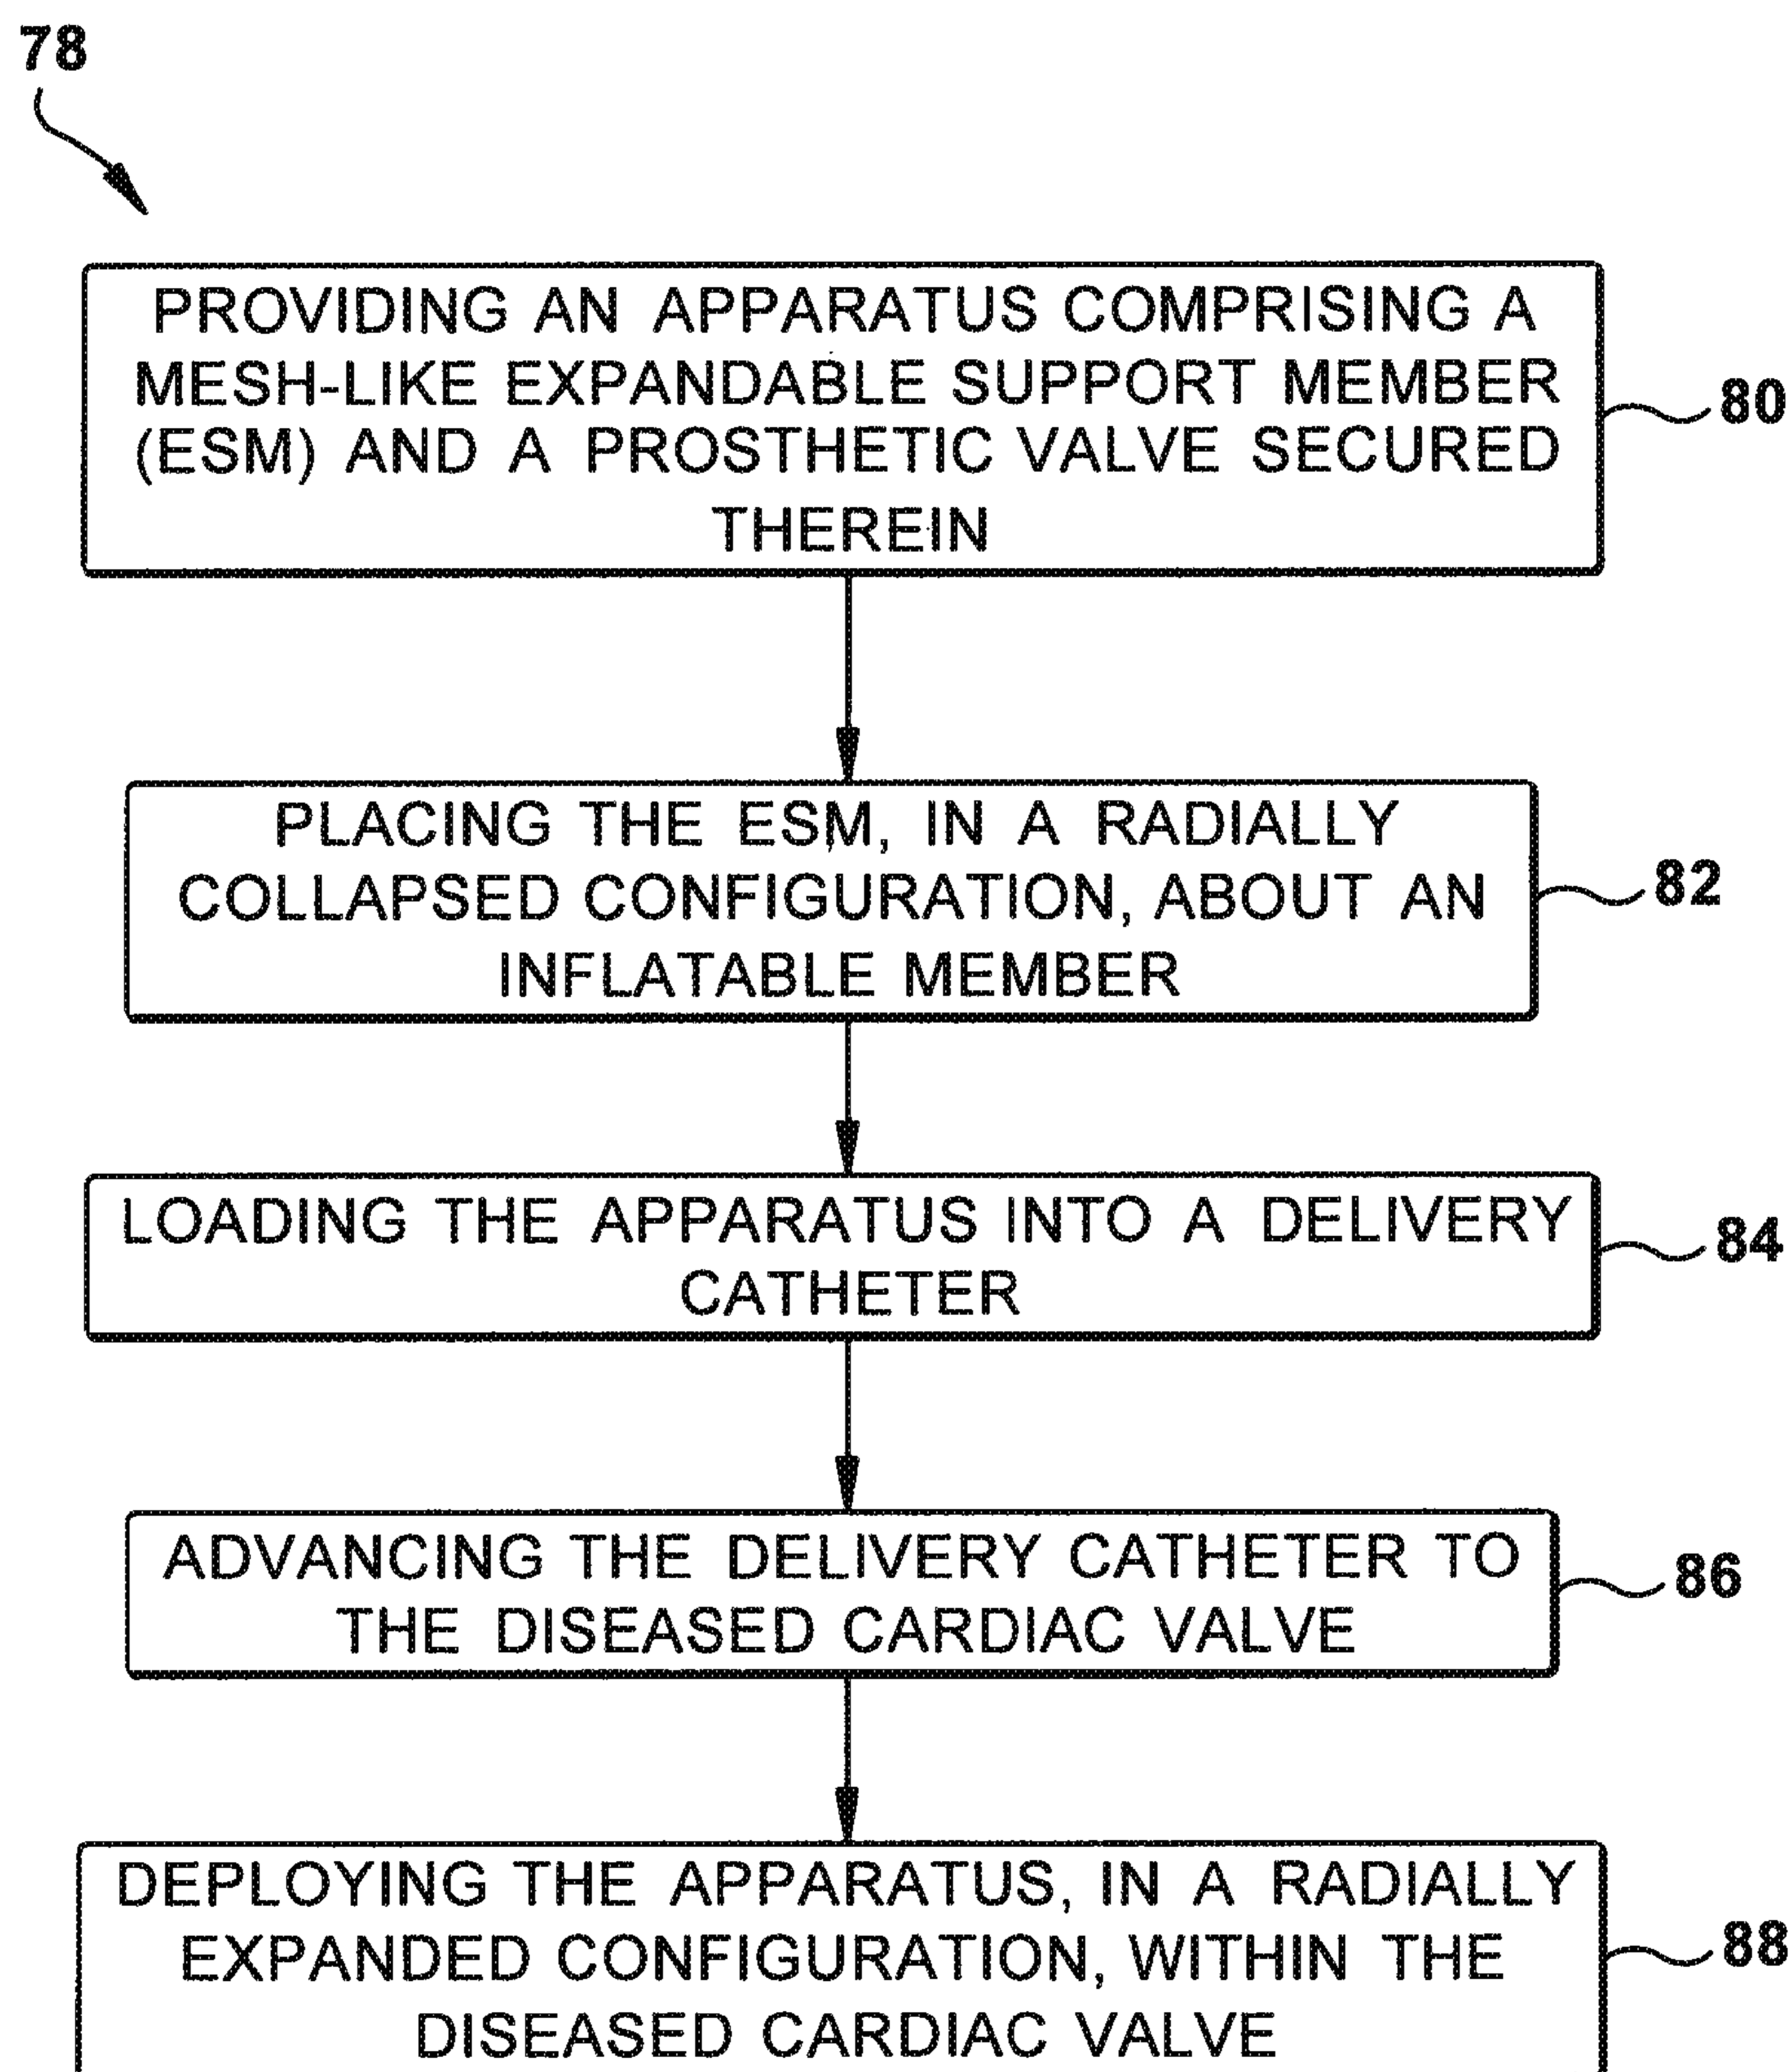 78
PROVIDING AN APPARATUS COMPRISING A
MESH-LIKE EXPANDABLE SUPPORT MEMBER
(ESM) AND A PROSTHETIC VALVE SECURED
THEREIN
80
PLACING THE ESM, IN A RADIALLY
COLLAPSED CONFIGURATION, ABOUT AN
INFLATABLE MEMBER
82
LOADING THE APPARATUS INTO A DELIVERY
CATHETER
84
ADVANCING THE DELIVERY CATHETER TO
THE DISEASED CARDIAC VALVE
86
DEPLOYING THE APPARATUS, IN A RADIALLY
EXPANDED CONFIGURATION, WITHIN THE
DISEASED CARDIAC VALVE
88